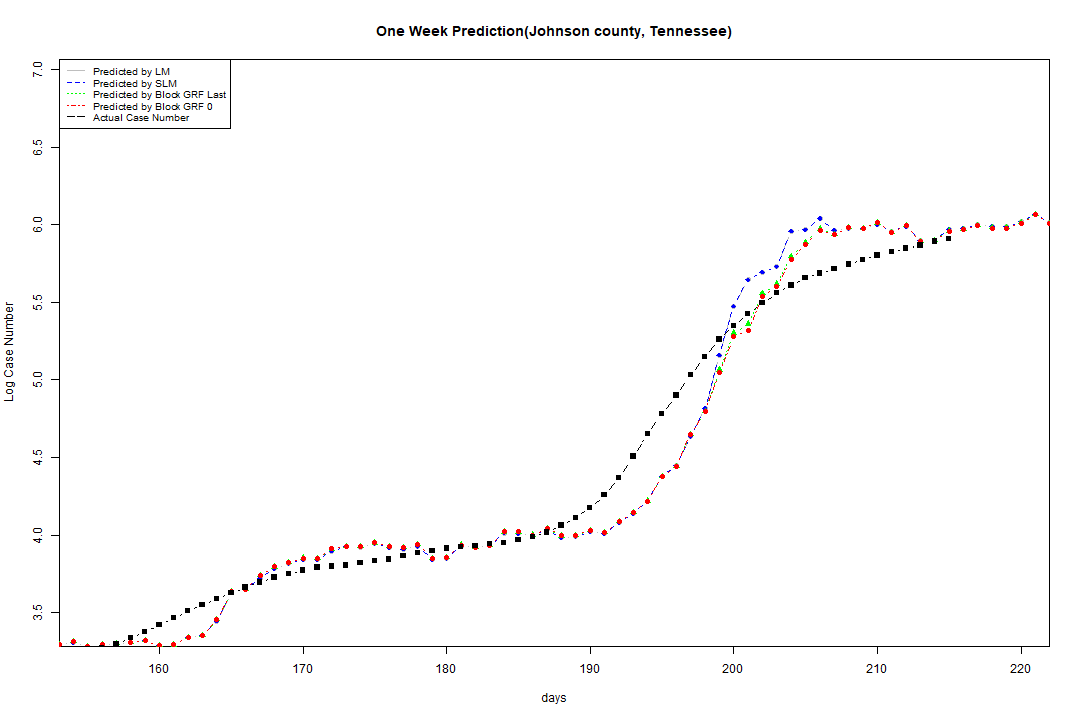 One Week Prediction(Johnson county, Tennessee)
Predicted by LM
Predicted by SLM
Predicted by Block GRF Last
Predicted by Block GRF 0
Actual Case Number
Log Case Number
7.0
6.5
6.0
5.5
5.0
4.5
4.0
3.5
160 170 180 190 200 210 220
days